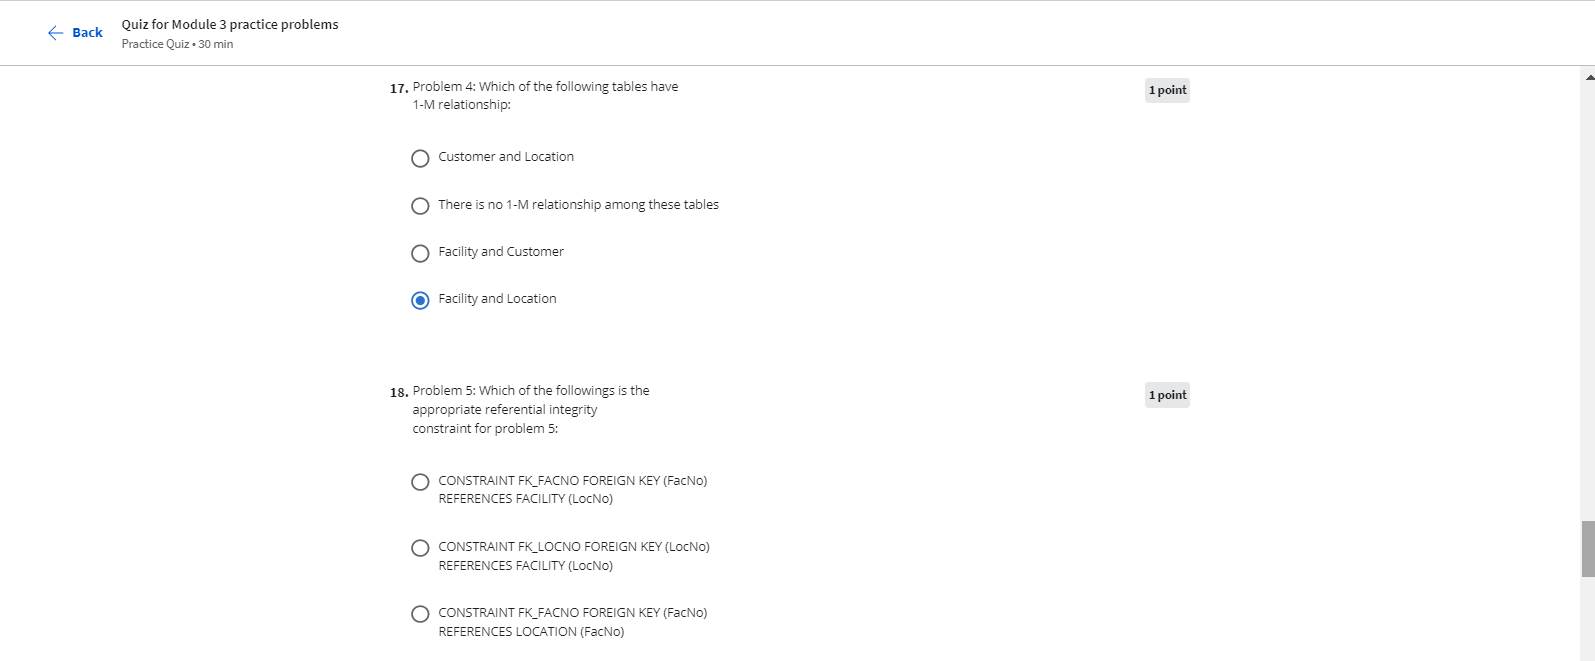 Back
Quiz for Module 3 practice problems
Practice Quiz • 30 min
17. Problem 4: Which of the following tables have
1-M relationship:
1 point
Customer and Location
There is no 1-M relationship among these tables
Facility and Customer
Facility and Location
18. Problem 5: Which of the followings is the
appropriate referential integrity
constraint for problem 5:
1 point
CONSTRAINT FK_FACNO FOREIGN KEY (FacNo)
REFERENCES FACILITY (LocNo)
CONSTRAINT FK_LOCNO FOREIGN KEY (LocNo)
REFERENCES FACILITY (LocNo)
CONSTRAINT FK_FACNO FOREIGN KEY (FacNo)
REFERENCES LOCATION (FacNo)